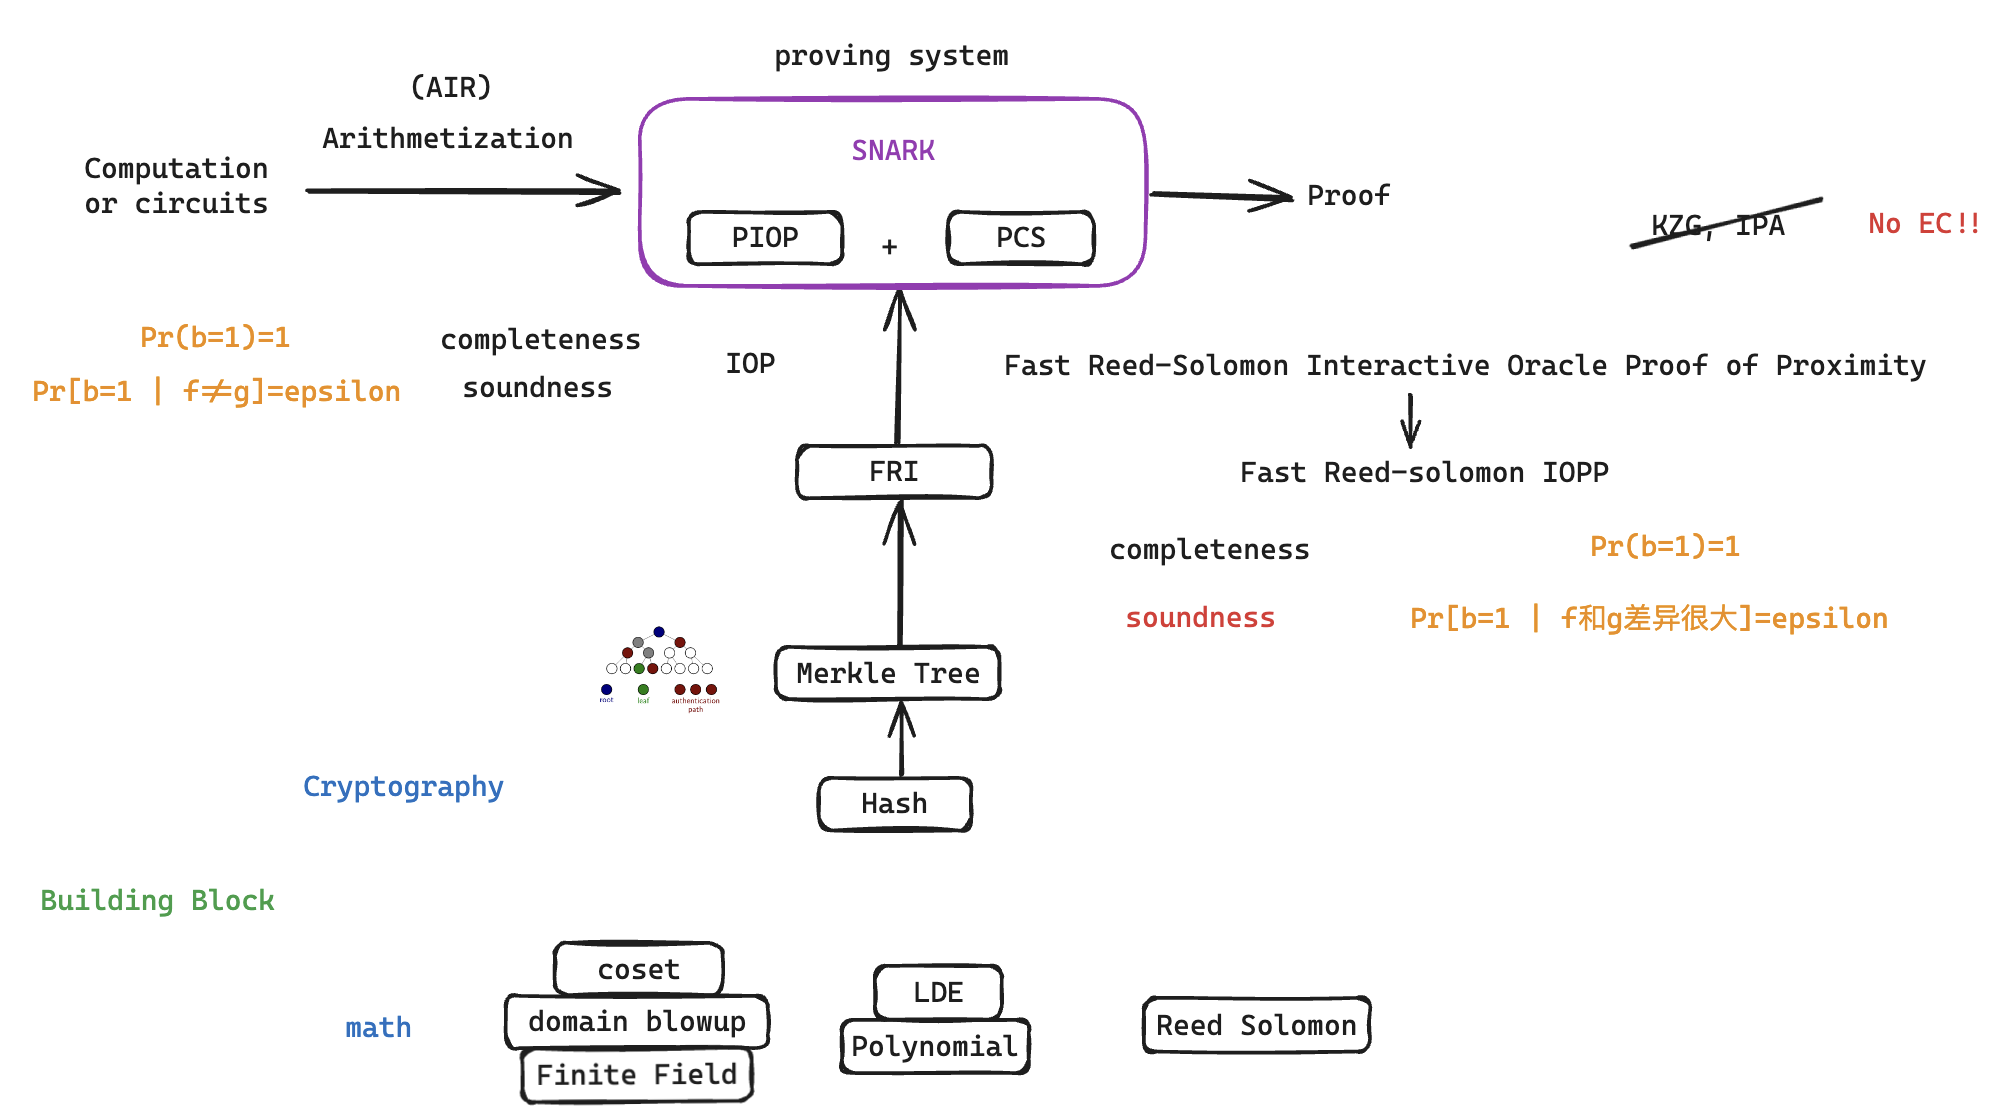 proving system
(AIR)
Arithmetization
SNARK
Computation
or circuits
Proof
PIOP
+
PCS
KZG, IPA
No EC!!
Pr(b=1)=1
completeness
IOP
Fast Reed-Solomon Interactive Oracle Proof of Proximity
Pr[b=1 | f≠g]=epsilon
soundness
FRI
Fast Reed-solomon IOPP
completeness
Pr(b=1)=1
soundness
Pr[b=1 | f和g差异很大]=epsilon
Merkle Tree
root
leaf
authentication
path
Cryptography
Hash
Building Block
coset
LDE
math
domain blowup
Reed Solomon
Polynomial
Finite Field